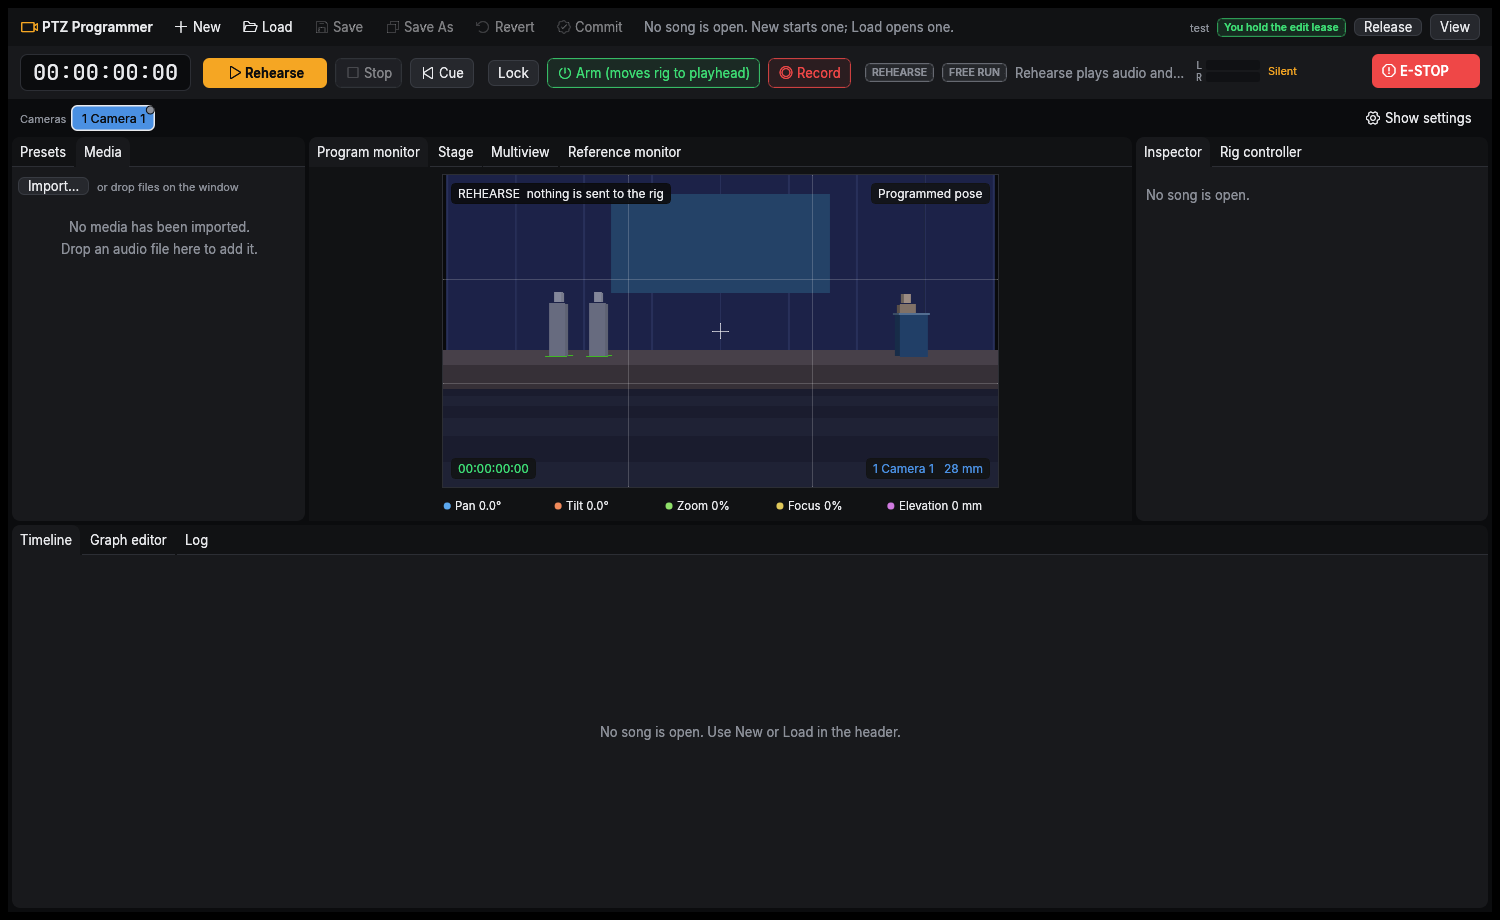 PTZ Programmer New Load Save Save As Revert Commit No song is open. New starts one; Load opens one. test You hold the edit lease Release View
00:00:00:00 Rehearse Stop Cue Lock Arm (moves rig to playhead) Record REHEARSE FREE RUN Rehearse plays audio and... L R Silent E-STOP
Cameras 1 Camera 1 Show settings
Presets Media
Import... or drop files on the window
No media has been imported.
Drop an audio file here to add it.
Program monitor Stage Multiview Reference monitor
REHEARSE nothing is sent to the rig Programmed pose
00:00:00:00 1 Camera 1 28 mm
Pan 0.0° Tilt 0.0° Zoom 0% Focus 0% Elevation 0 mm
Inspector Rig controller
No song is open.
Timeline Graph editor Log
No song is open. Use New or Load in the header.